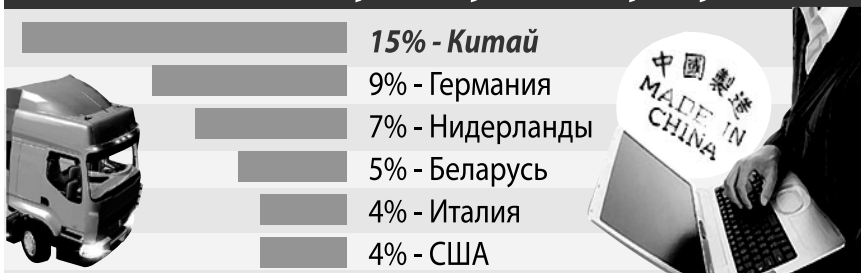 15% - Китай
9% - Германия
7% - Нидерланды
5% - Беларусь
4% - Италия
4% - США
中國製造
MADE IN
CHINA